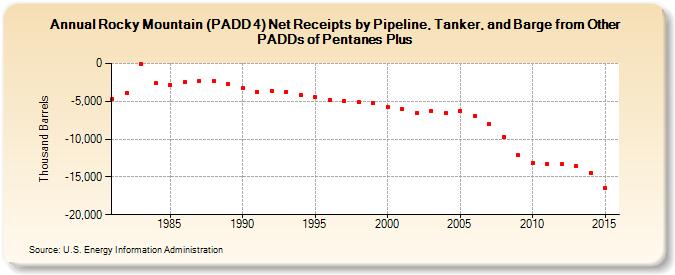 Annual Rocky Mountain (PADD 4) Net Receipts by Pipeline, Tanker, and Barge from Other
PADDs of Pentanes Plus
Thousand Barrels
0
-5,000
-10,000
-15,000
-20,000
1985 1990 1995 2000 2005 2010 2015
Source: U.S. Energy Information Administration